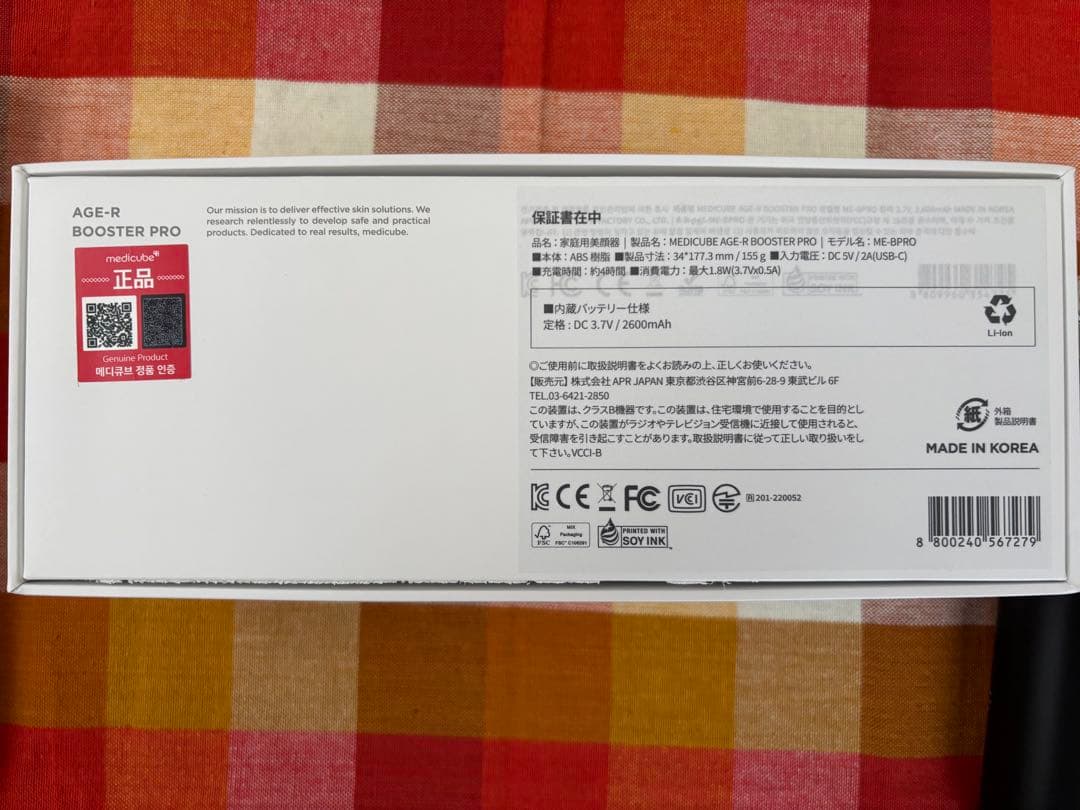 AGE-R
BOOSTER PRO
medicube
正品
Genuine Product
메디큐브 정품 인증
Our mission is to deliver effective skin solutions. We
research relentlessly to develop safe and practical
products. Dedicated to real results, medicube.
保証書在中
品名：家庭用美顔器 | 製品名：MEDICUBE AGE-R BOOSTER PRO | モデル名：ME-BPRO
■本体：ABS 樹脂 ■製品寸法：34*177.3 mm / 155 g ■入力電圧：DC 5V / 2A(USB-C)
■充電時間：約4時間 ■消費電力：最大1.8W(3.7Vx0.5A)
■内蔵バッテリー仕様
定格：DC 3.7V / 2600mAh
Li-ion
◎ご使用前に取扱説明書をよくお読みの上、正しくお使いください。
【販売元】株式会社 APR JAPAN 東京都渋谷区神宮前6-28-9 東武ビル 6F
TEL.03-6421-2850
この装置は、クラスB機器です。この装置は、住宅環境で使用することを目的とし
ていますが、この装置がラジオやテレビジョン受信機に近接して使用されると、
受信障害を引き起こすことがあります。取扱説明書に従って正しい取り扱いをし
て下さい。VCCI-B
紙
外箱
製品説明書
MADE IN KOREA
CE FC VCI R 201-220052
FSC
MIX
Packaging
FSC® C106091
PRINTED WITH
SOY INK
8 800240 567279